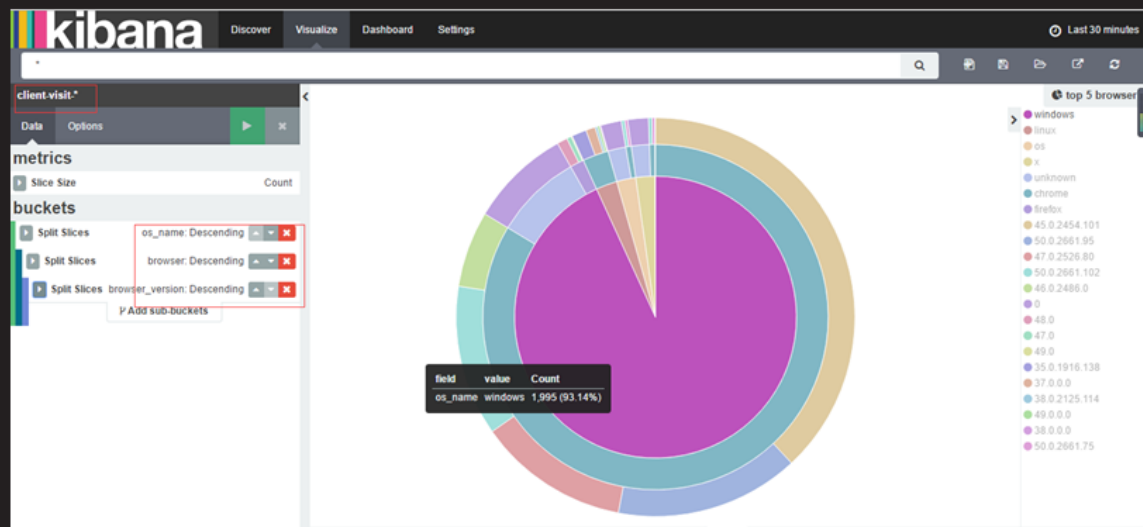 kibana Discover Visualize Dashboard Settings Last 30 minutes
*
client-visit-*
top 5 browser
Data Options
metrics
Slice Size Count
buckets
Split Slices os_name: Descending
Split Slices browser: Descending
Split Slices browser_version: Descending
Add sub-buckets
field value Count
os_name windows 1,995 (93.14%)
windows
linux
os
x
unknown
chrome
firefox
45.0.2454.101
50.0.2661.95
47.0.2526.80
50.0.2661.102
46.0.2486.0
0
48.0
47.0
49.0
35.0.1916.138
37.0.0.0
38.0.2125.114
49.0.0.0
38.0.0.0
50.0.2661.75